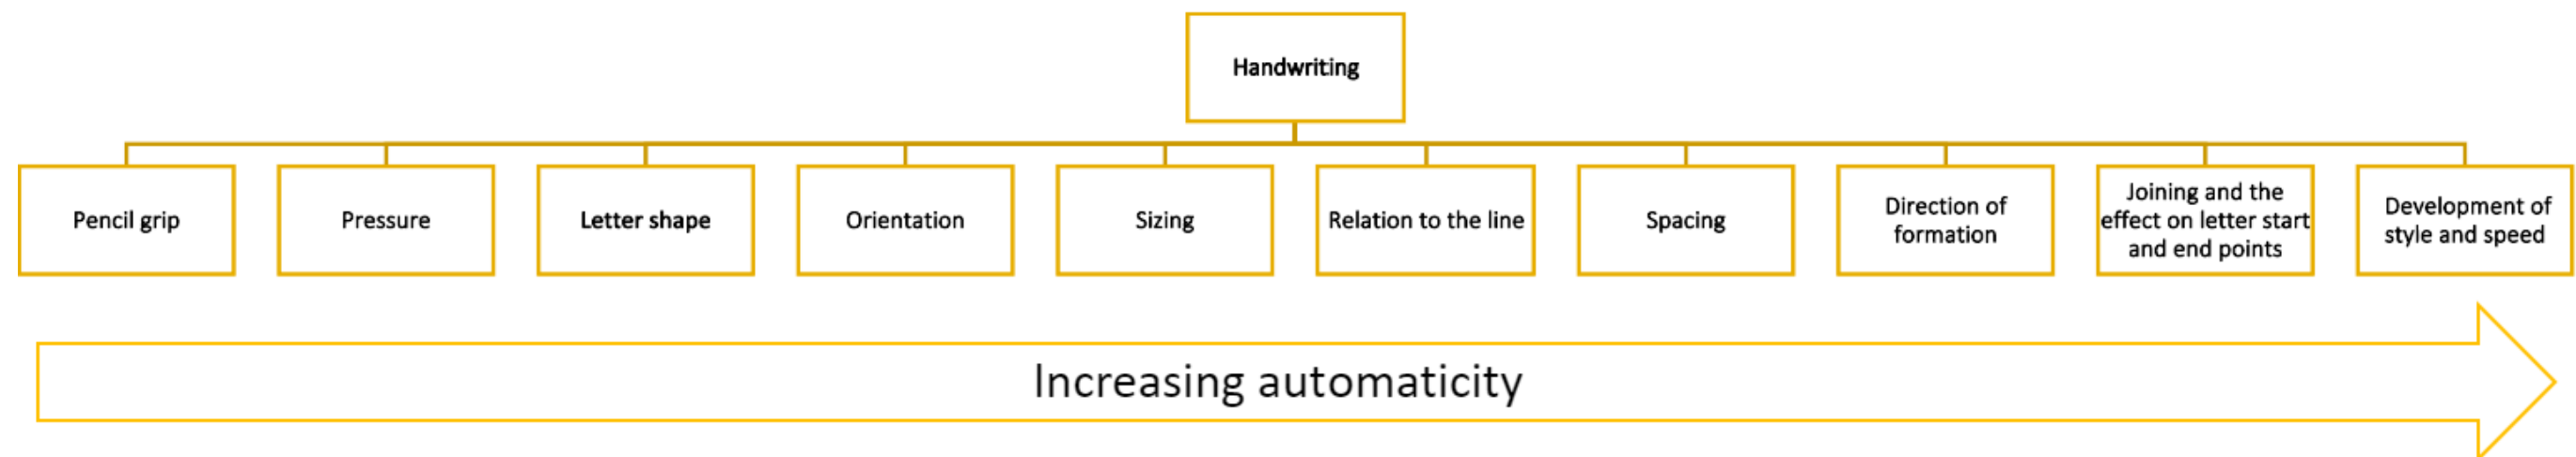 Handwriting
Pencil grip
Pressure
Letter shape
Orientation
Sizing
Relation to the line
Spacing
Direction of
formation
Joining and the
effect on letter start
and end points
Development of
style and speed
Increasing automaticity